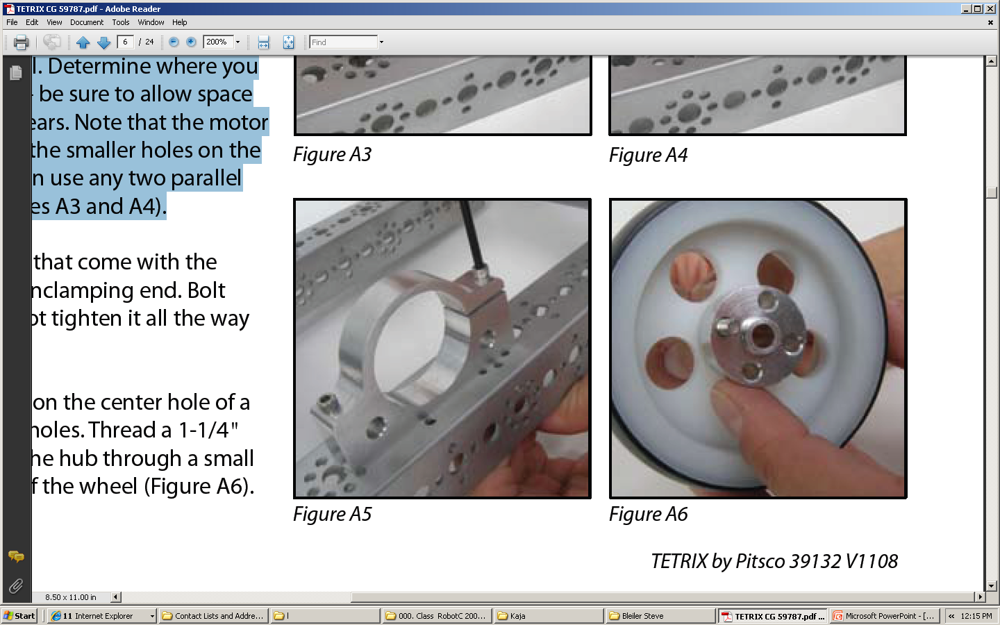 TETRIX CG 59787.pdf - Adobe Reader
File Edit View Document Tools Window Help
6 / 24 200% Find
l. Determine where you
be sure to allow space
ears. Note that the motor
the smaller holes on the
n use any two parallel
es A3 and A4).
that come with the
nclamping end. Bolt
ot tighten it all the way
on the center hole of a
holes. Thread a 1-1/4"
he hub through a small
f the wheel (Figure A6).
Figure A3
Figure A4
Figure A5
Figure A6
TETRIX by Pitsco 39132 V1108
8.50 x 11.00 in
Start 11 Internet Explorer Contact Lists and Addre... l 000. Class RobotC 200... Kaja Bleiler Steve TETRIX CG 59787.pdf ... Microsoft PowerPoint - [... « 12:15 PM